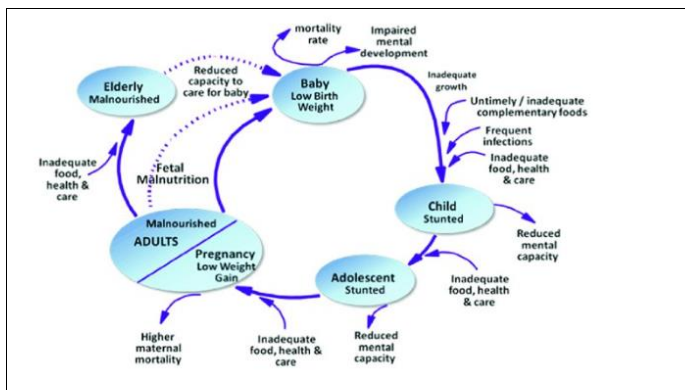 mortality
rate
Impaired
mental
development
Elderly
Malnourished
Reduced
capacity to
care for baby
Baby
Low Birth
Weight
Inadequate
growth
Untimely / inadequate
complementary foods
Frequent
infections
Inadequate
food, health
& care
Inadequate
food,
health &
care
Fetal
Malnutrition
Child
Stunted
Malnourished
ADULTS
Pregnancy
Low Weight
Gain
Reduced
mental
capacity
Adolescent
Stunted
Inadequate
food, health
& care
Higher
maternal
mortality
Inadequate
food, health &
care
Reduced
mental
capacity